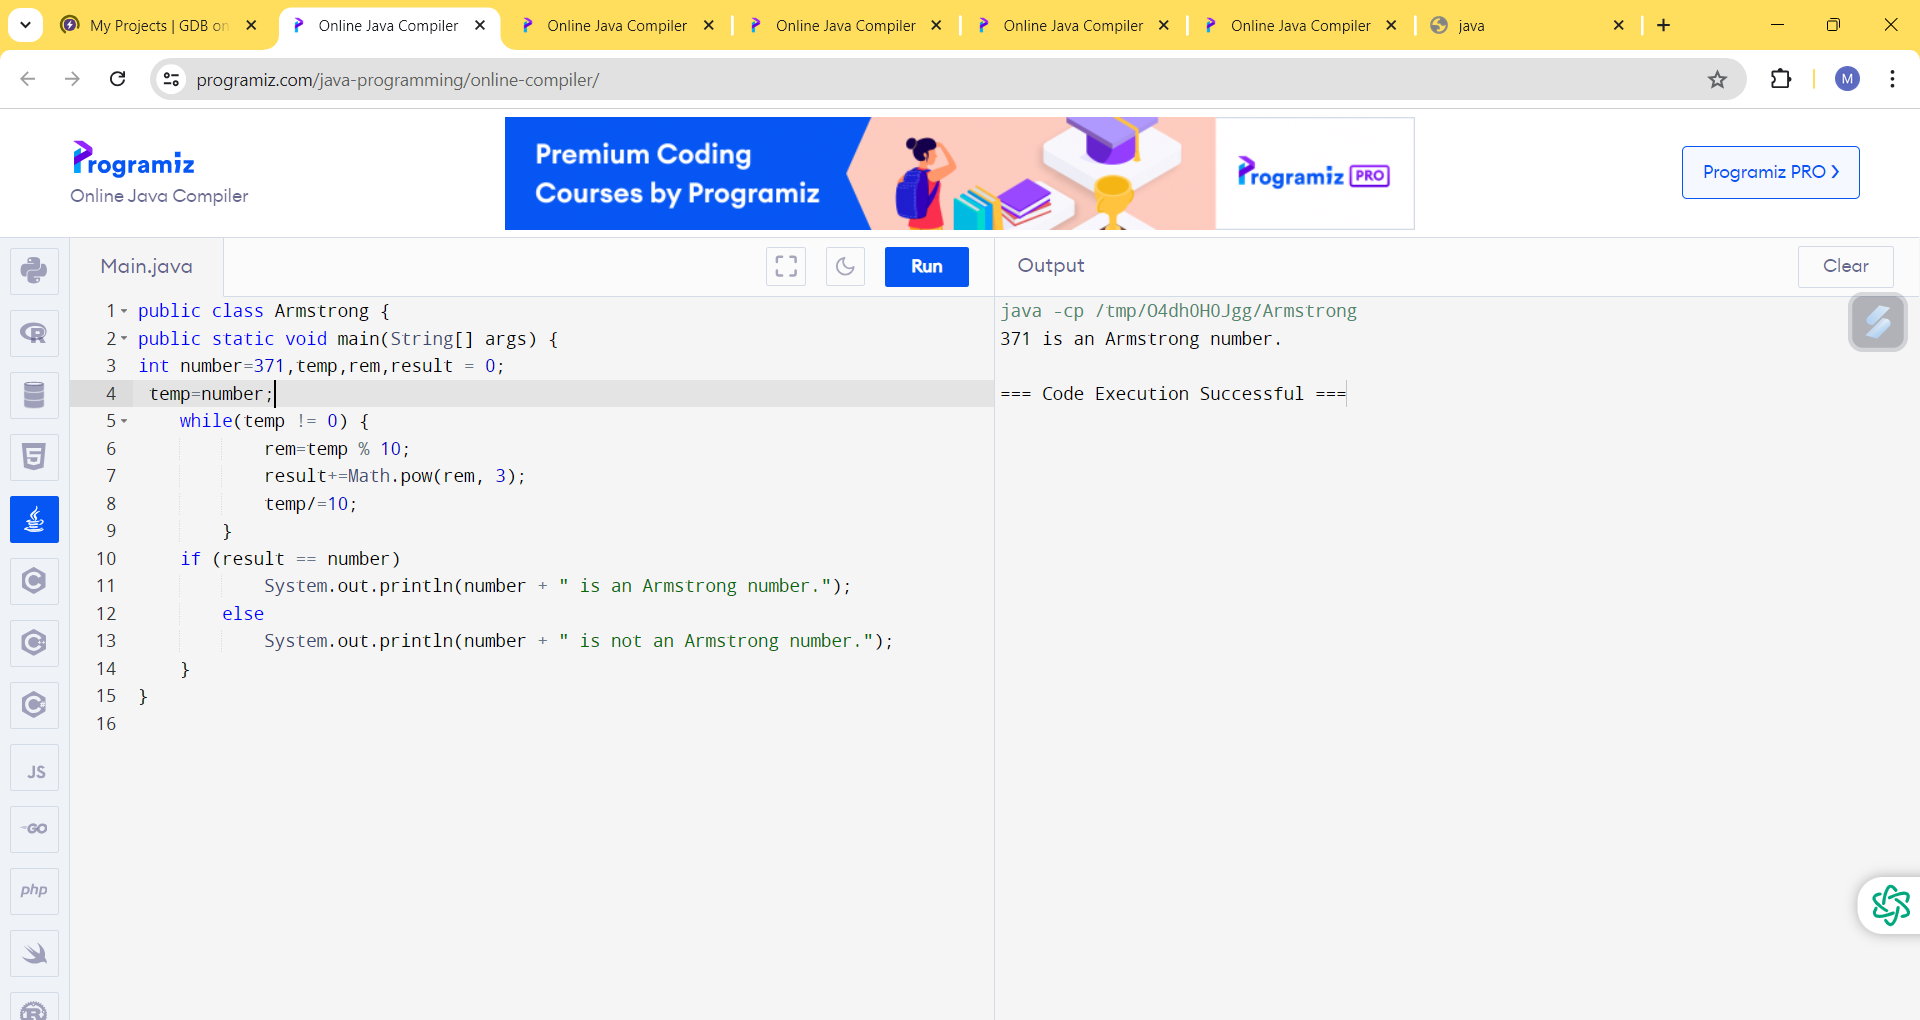 My Projects | GDB on
Online Java Compiler
Online Java Compiler
Online Java Compiler
Online Java Compiler
Online Java Compiler
java
programiz.com/java-programming/online-compiler/
M
Programiz
Online Java Compiler
Premium Coding
Courses by Programiz
Programiz PRO
Programiz PRO
Main.java
Run
Output
Clear
1 public class Armstrong {
2 public static void main(String[] args) {
3 int number=371,temp,rem,result = 0;
4 temp=number;
5 while(temp != 0) {
6 rem=temp % 10;
7 result+=Math.pow(rem, 3);
8 temp/=10;
9 }
10 if (result == number)
11 System.out.println(number + " is an Armstrong number.");
12 else
13 System.out.println(number + " is not an Armstrong number.");
14 }
15 }
16
java -cp /tmp/O4dhOHOJgg/Armstrong
371 is an Armstrong number.
=== Code Execution Successful ===
R
5
C
C
C
JS
GO
php
R